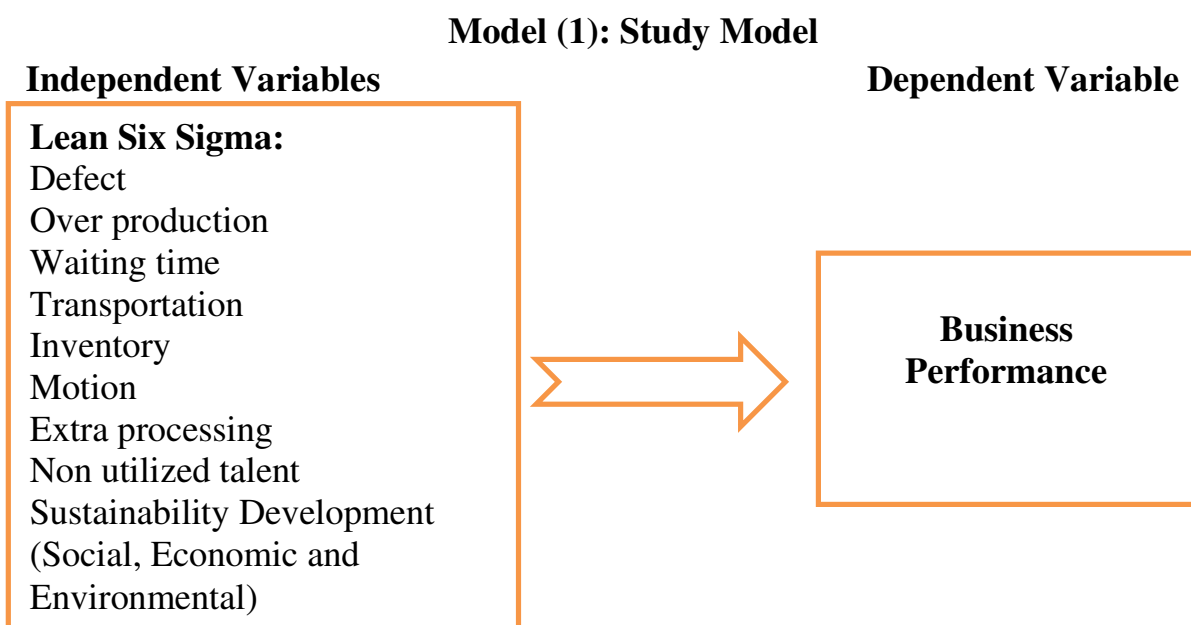 Model (1): Study Model
Independent Variables
Dependent Variable
Lean Six Sigma:
Defect
Over production
Waiting time
Transportation
Inventory
Motion
Extra processing
Non utilized talent
Sustainability Development
(Social, Economic and
Environmental)
Business
Performance